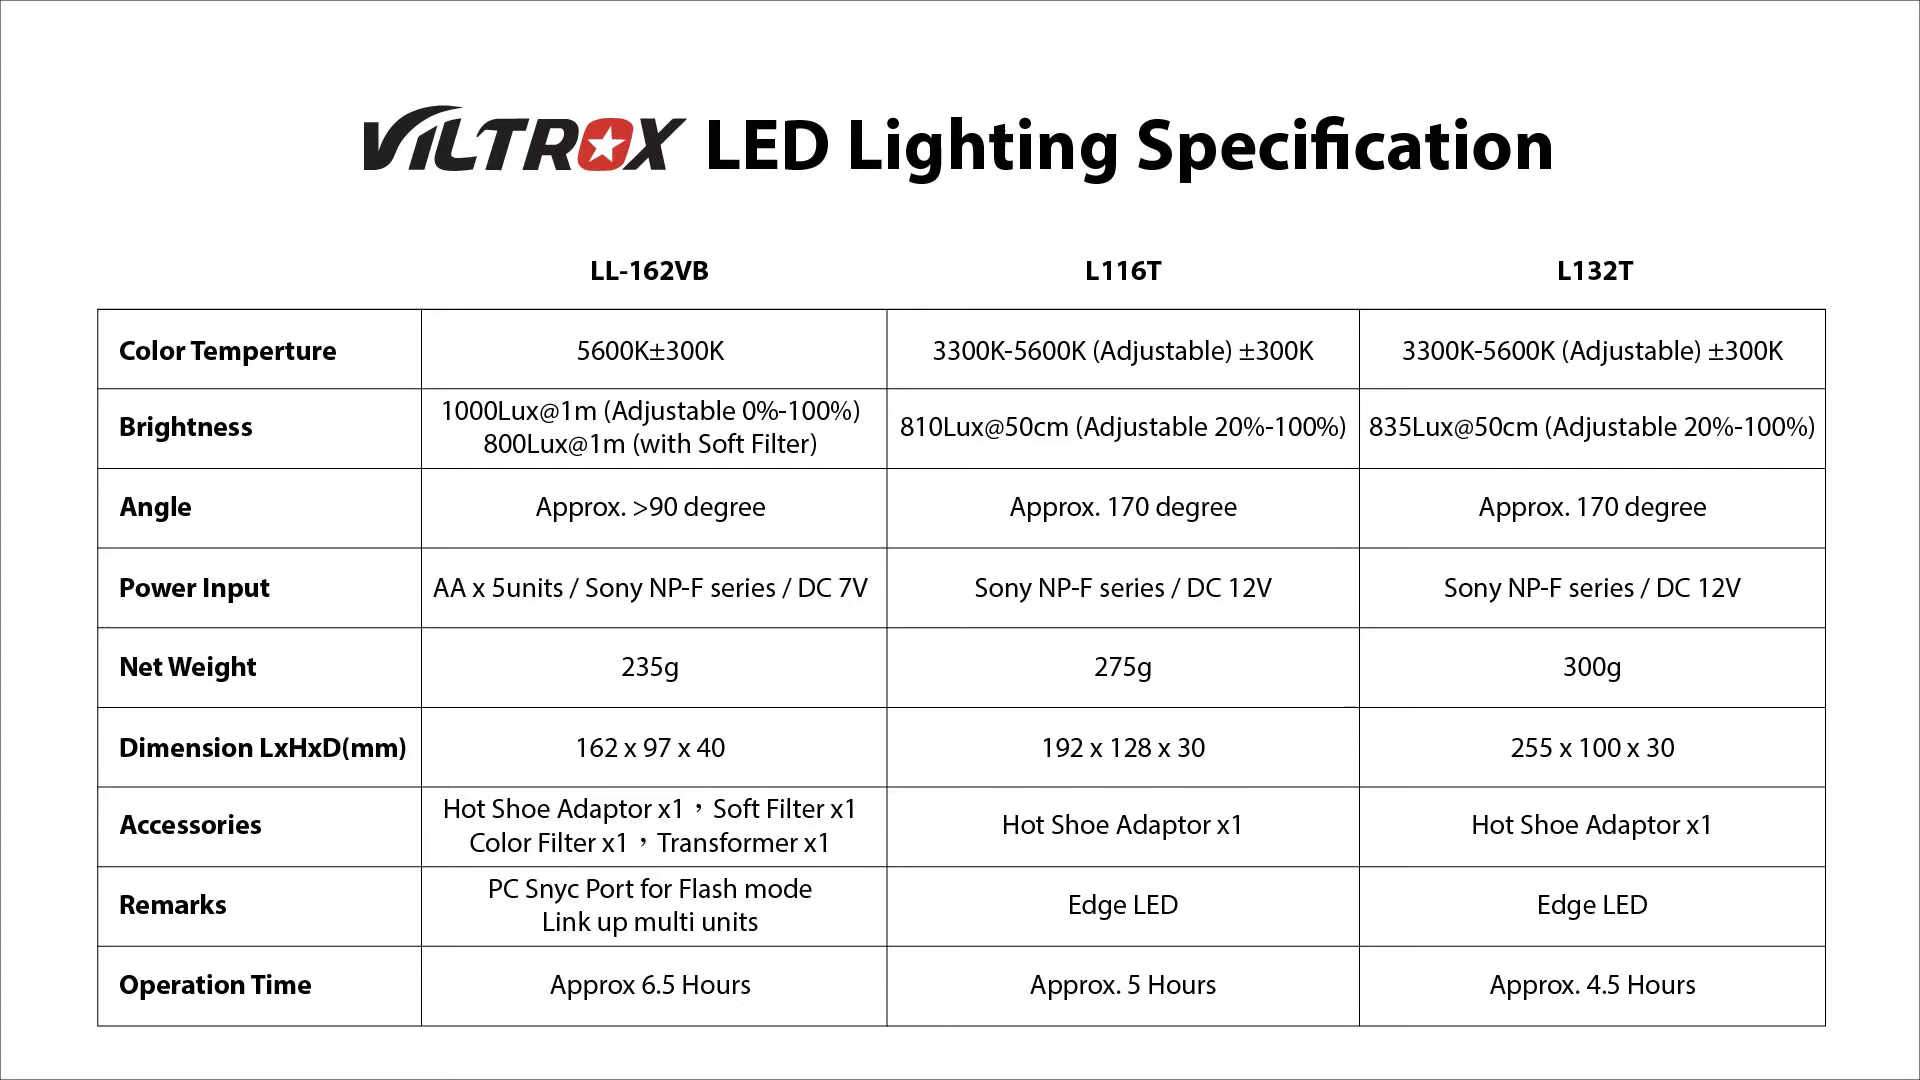 VILTROX LED Lighting Specification
LL-162VB L116T L132T
Color Temperture 5600K±300K 3300K-5600K (Adjustable) ±300K 3300K-5600K (Adjustable) ±300K
Brightness 1000Lux@1m (Adjustable 0%-100%) 810Lux@50cm (Adjustable 20%-100%) 835Lux@50cm (Adjustable 20%-100%)
800Lux@1m (with Soft Filter)
Angle Approx. >90 degree Approx. 170 degree Approx. 170 degree
Power Input AA x 5units / Sony NP-F series / DC 7V Sony NP-F series / DC 12V Sony NP-F series / DC 12V
Net Weight 235g 275g 300g
Dimension LxHxD(mm) 162 x 97 x 40 192 x 128 x 30 255 x 100 x 30
Accessories Hot Shoe Adaptor x1，Soft Filter x1 Hot Shoe Adaptor x1 Hot Shoe Adaptor x1
Color Filter x1，Transformer x1
Remarks PC Snyc Port for Flash mode Edge LED Edge LED
Link up multi units
Operation Time Approx 6.5 Hours Approx. 5 Hours Approx. 4.5 Hours